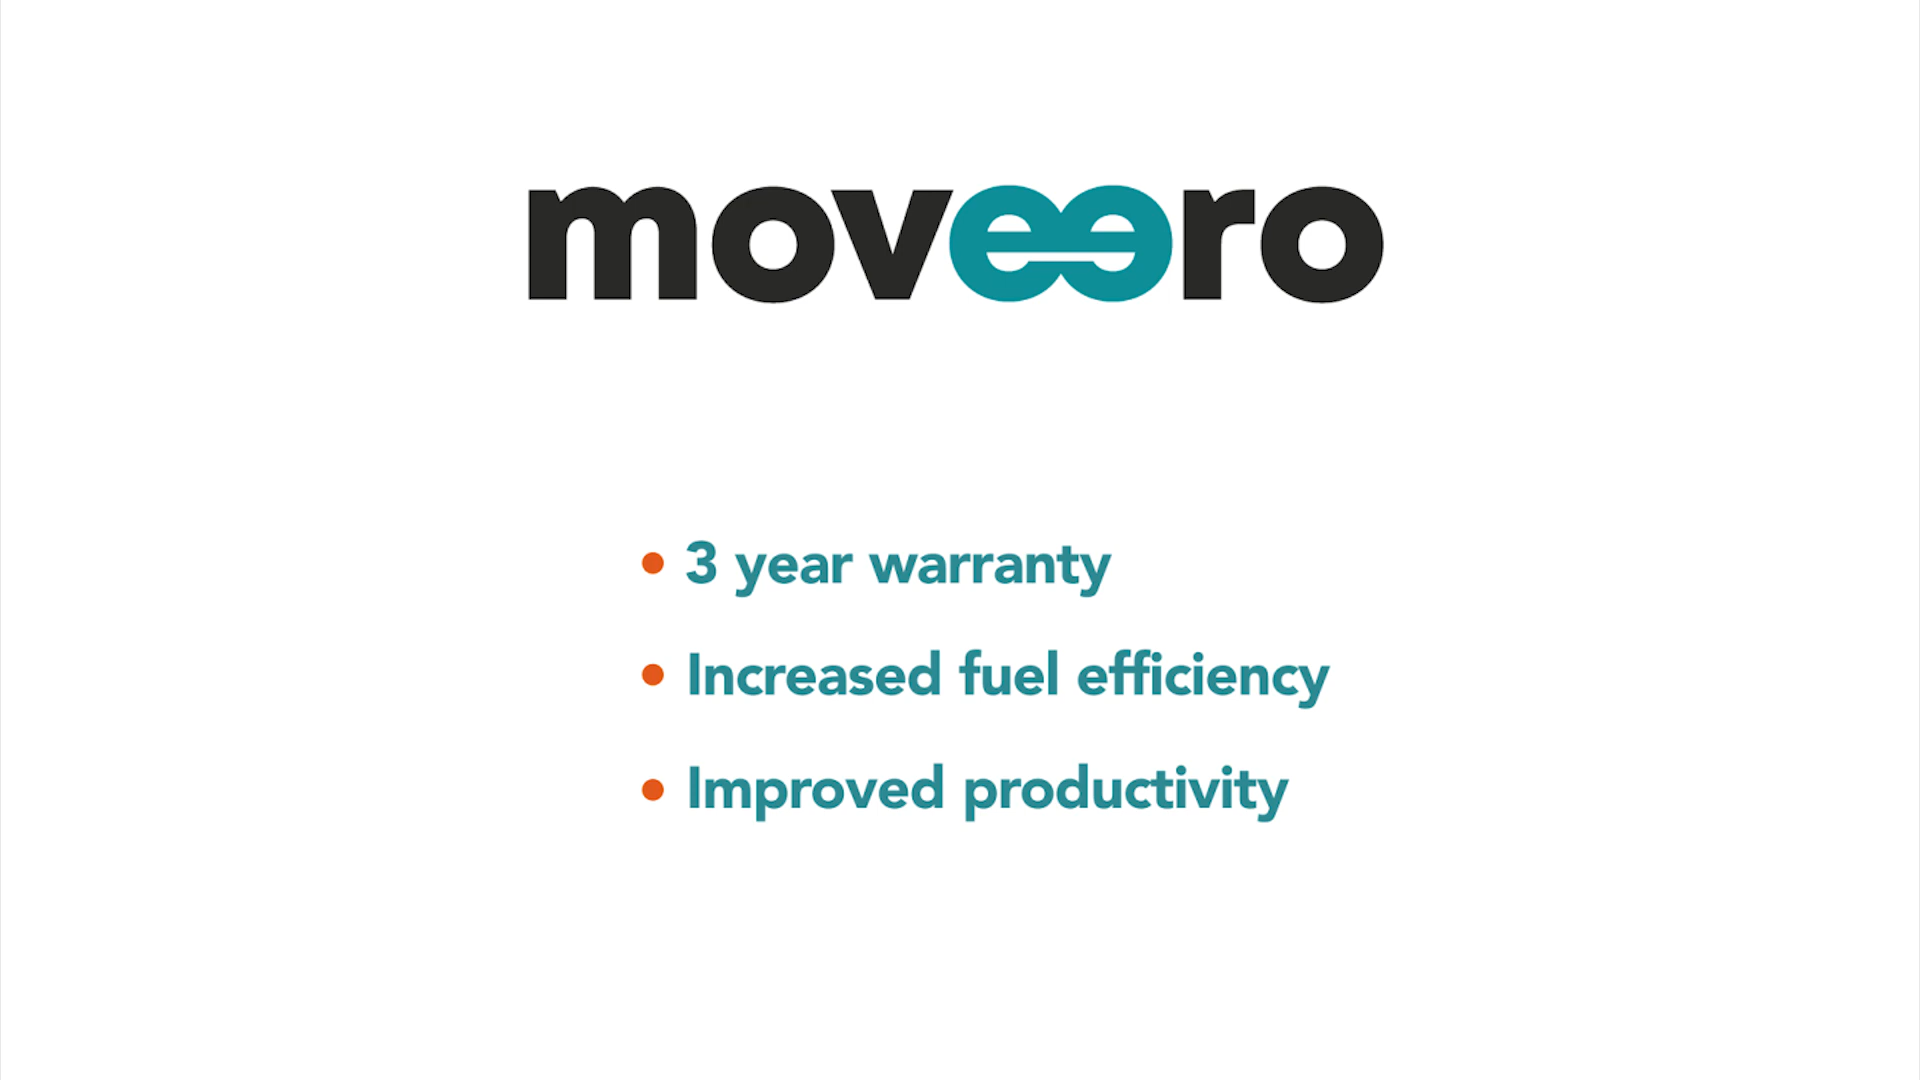 moveero
• 3 year warranty
• Increased fuel efficiency
• Improved productivity